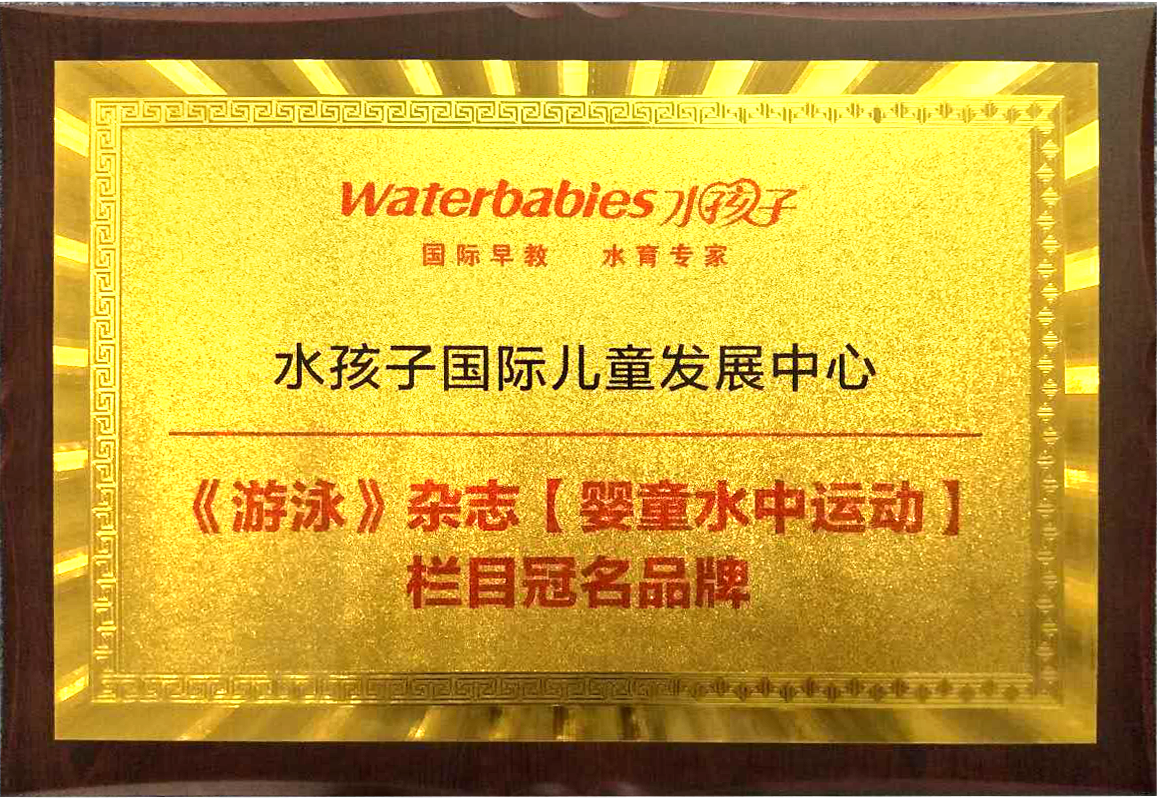 Waterbabies 水孩子
国际早教 水育专家
水孩子国际儿童发展中心
《游泳》杂志【婴童水中运动】
栏目冠名品牌